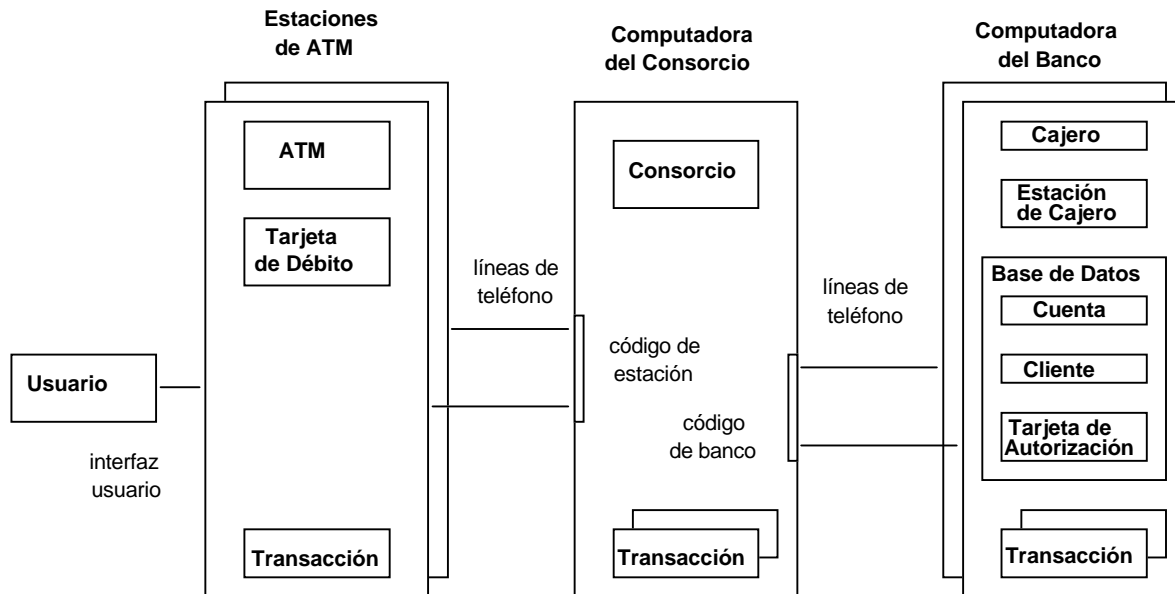 Estaciones
de ATM
Computadora
del Consorcio
Computadora
del Banco
ATM
Tarjeta
de Débito
Transacción
Usuario
interfaz
usuario
líneas de
teléfono
Consorcio
código de
estación
código
de banco
Transacción
líneas de
teléfono
Cajero
Estación
de Cajero
Base de Datos
Cuenta
Cliente
Tarjeta de
Autorización
Transacción